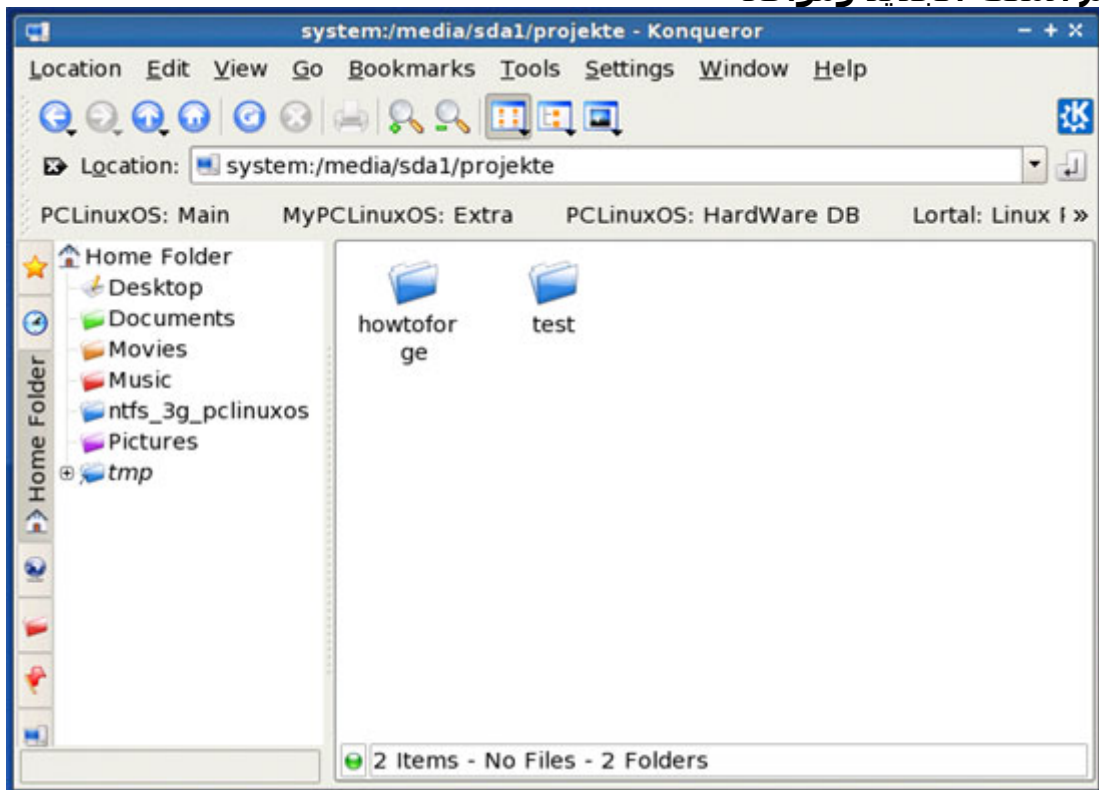 system:/media/sda1/projekte - Konqueror
Location Edit View Go Bookmarks Tools Settings Window Help
Location: system:/media/sda1/projekte
PCLinuxOS: Main MyPCLinuxOS: Extra PCLinuxOS: HardWare DB Lortal: Linux
Home Folder
Home Folder
Desktop
Documents
Movies
Music
ntfs_3g_pclinuxos
Pictures
tmp
howtofor
ge
test
2 Items - No Files - 2 Folders